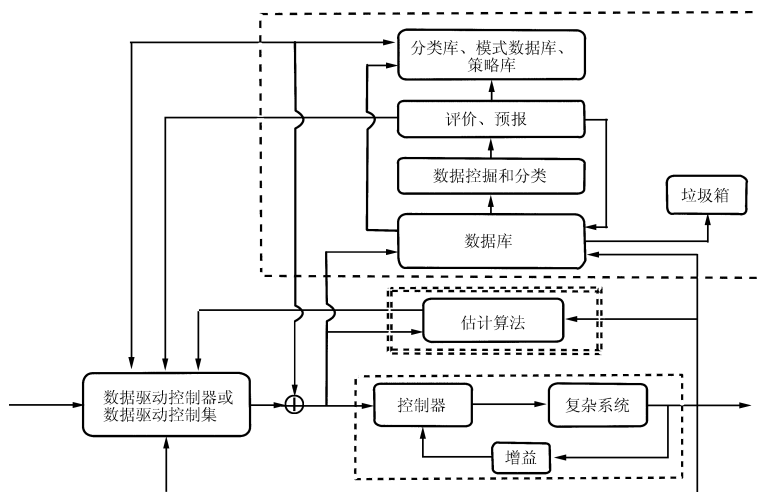 分类库、模式数据库、
策略库
评价、预报
数据控掘和分类
垃圾箱
数据库
估计算法
数据驱动控制器或
数据驱动控制集
控制器
复杂系统
增益